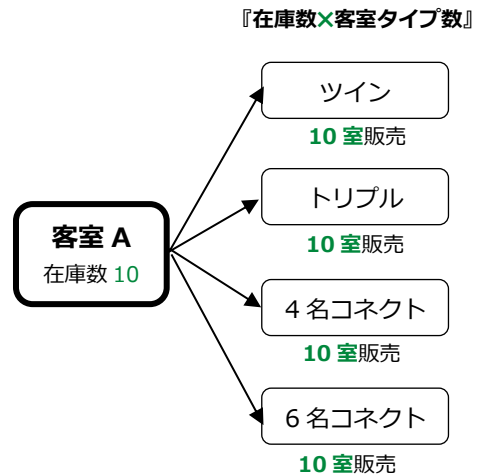 『在庫数×客室タイプ数』
ツイン
10 室販売
トリプル
10 室販売
客室 A
在庫数 10
4 名コネクト
10 室販売
6 名コネクト
10 室販売